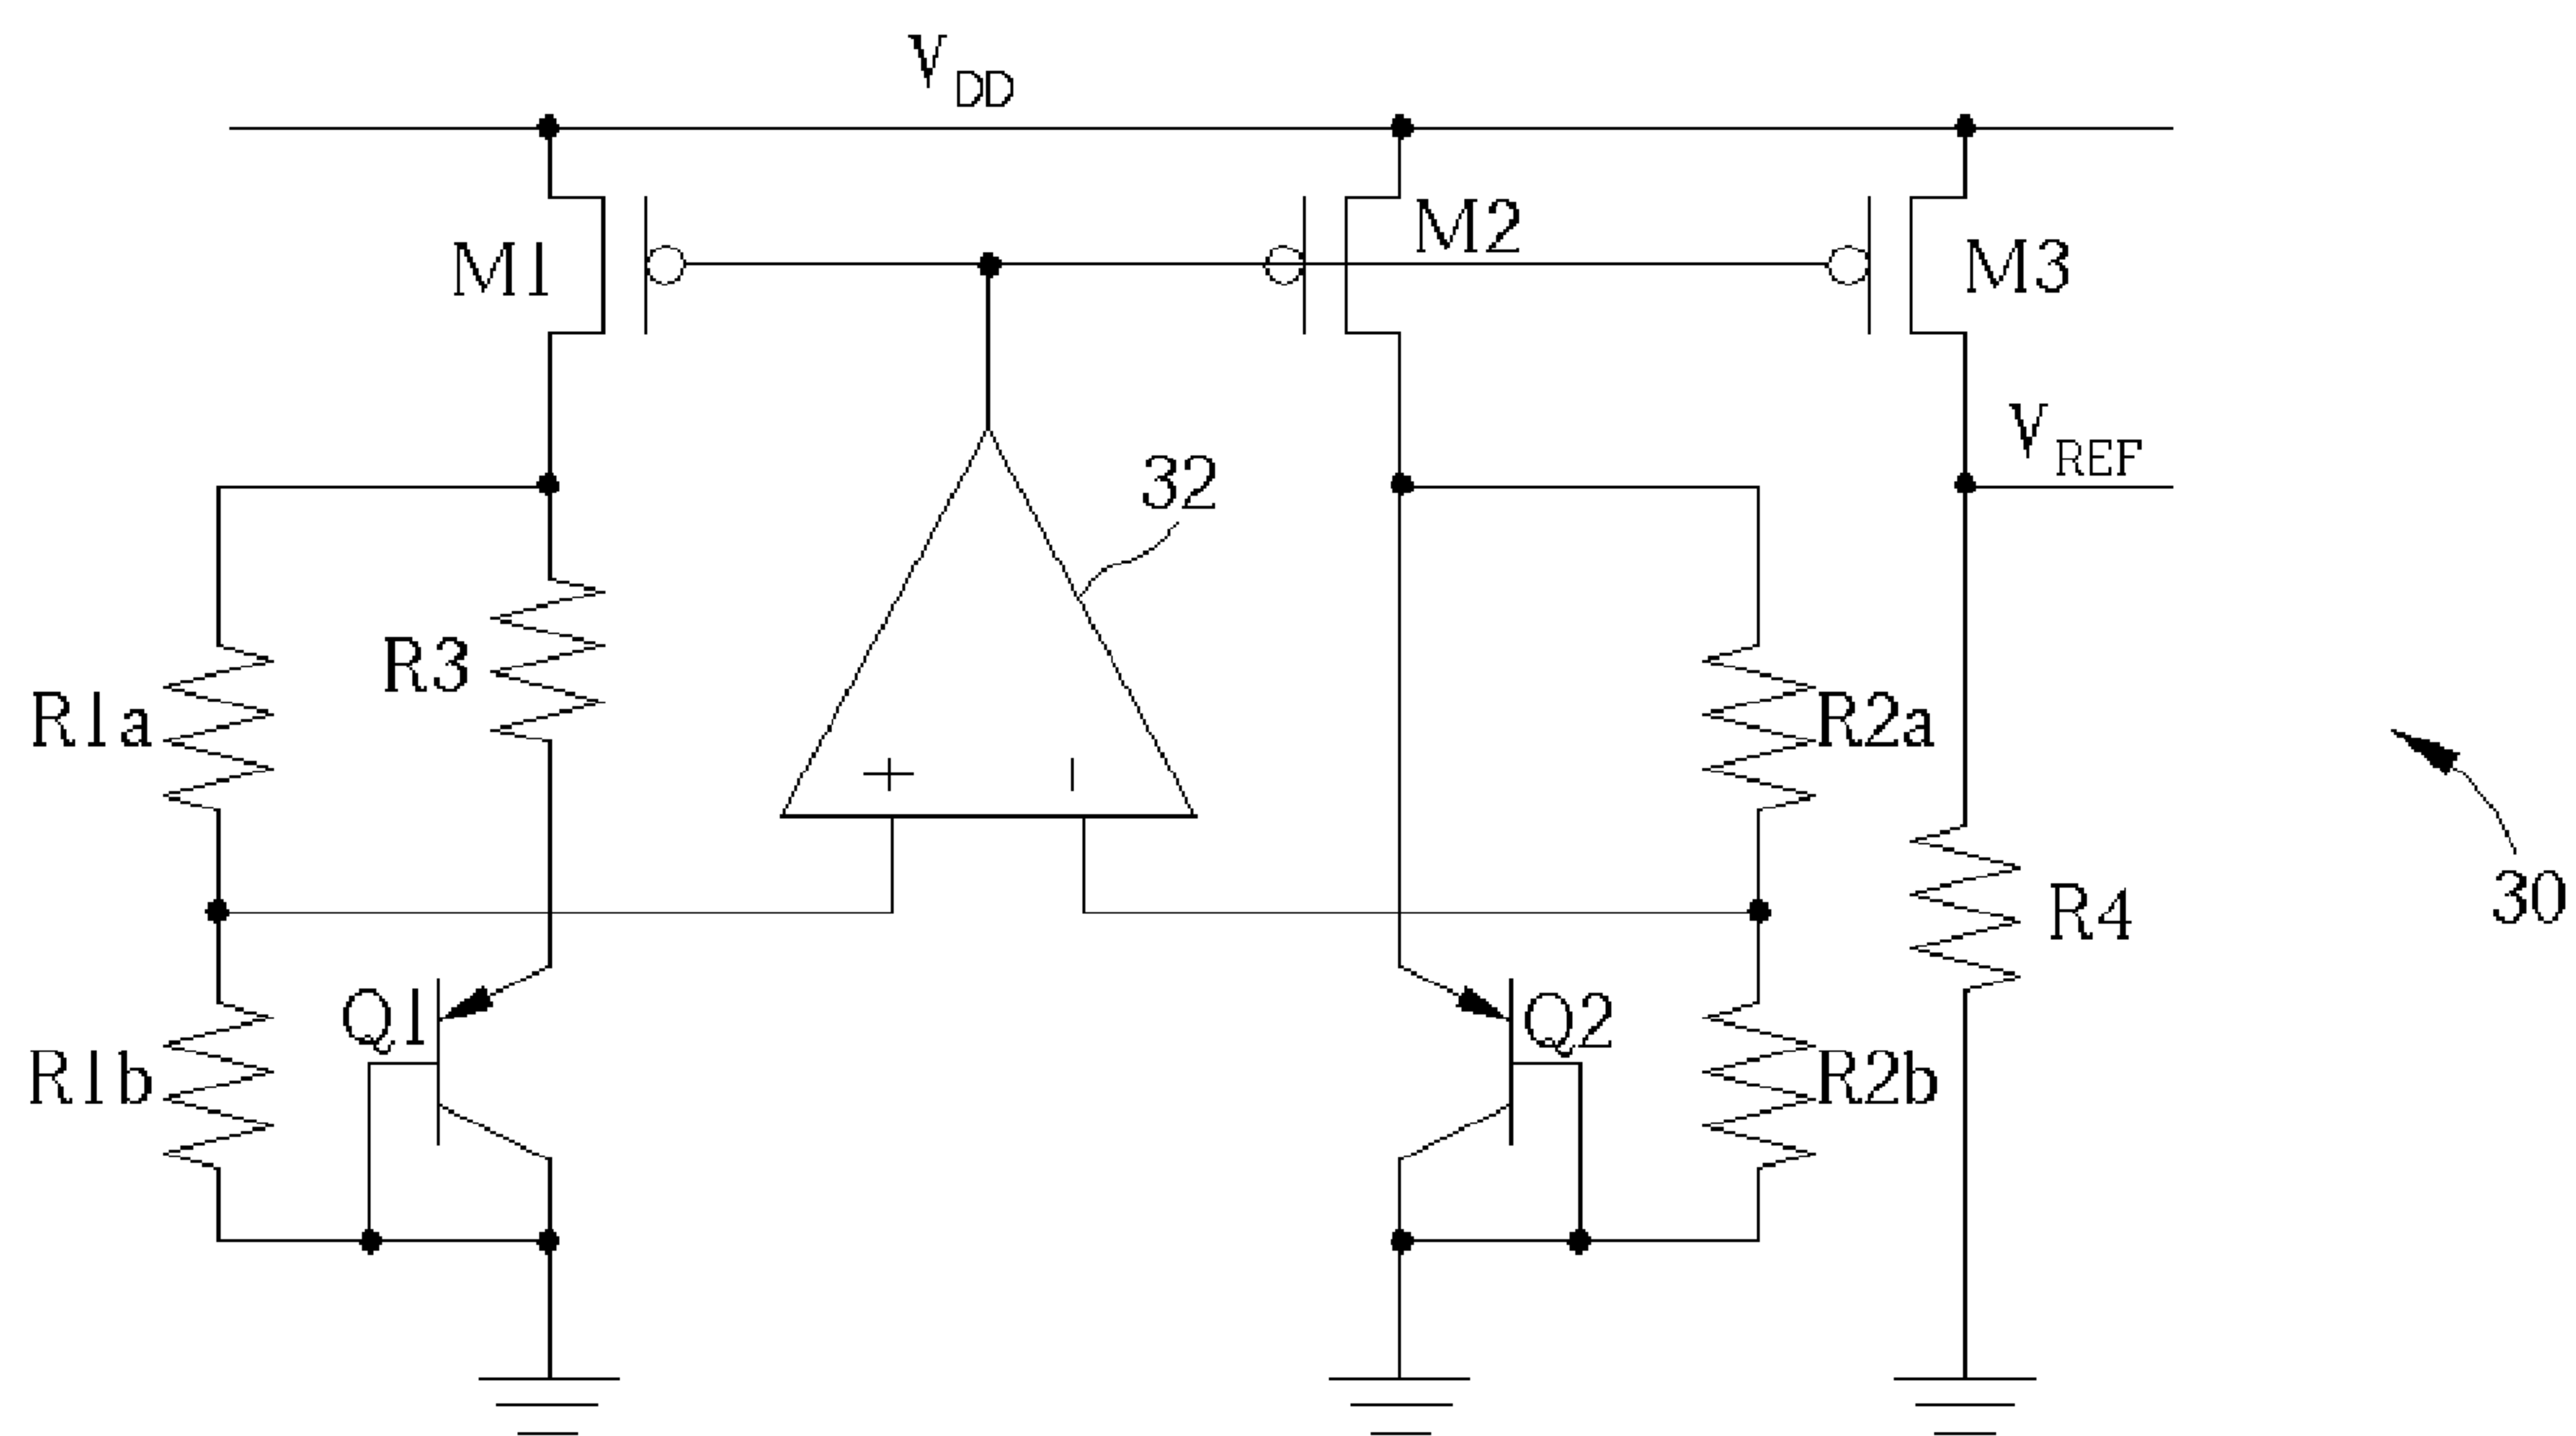 VDD
M1
M2
M3
VREF
32
R3
R1a
R2a
+
−
30
R4
Q1
Q2
R1b
R2b